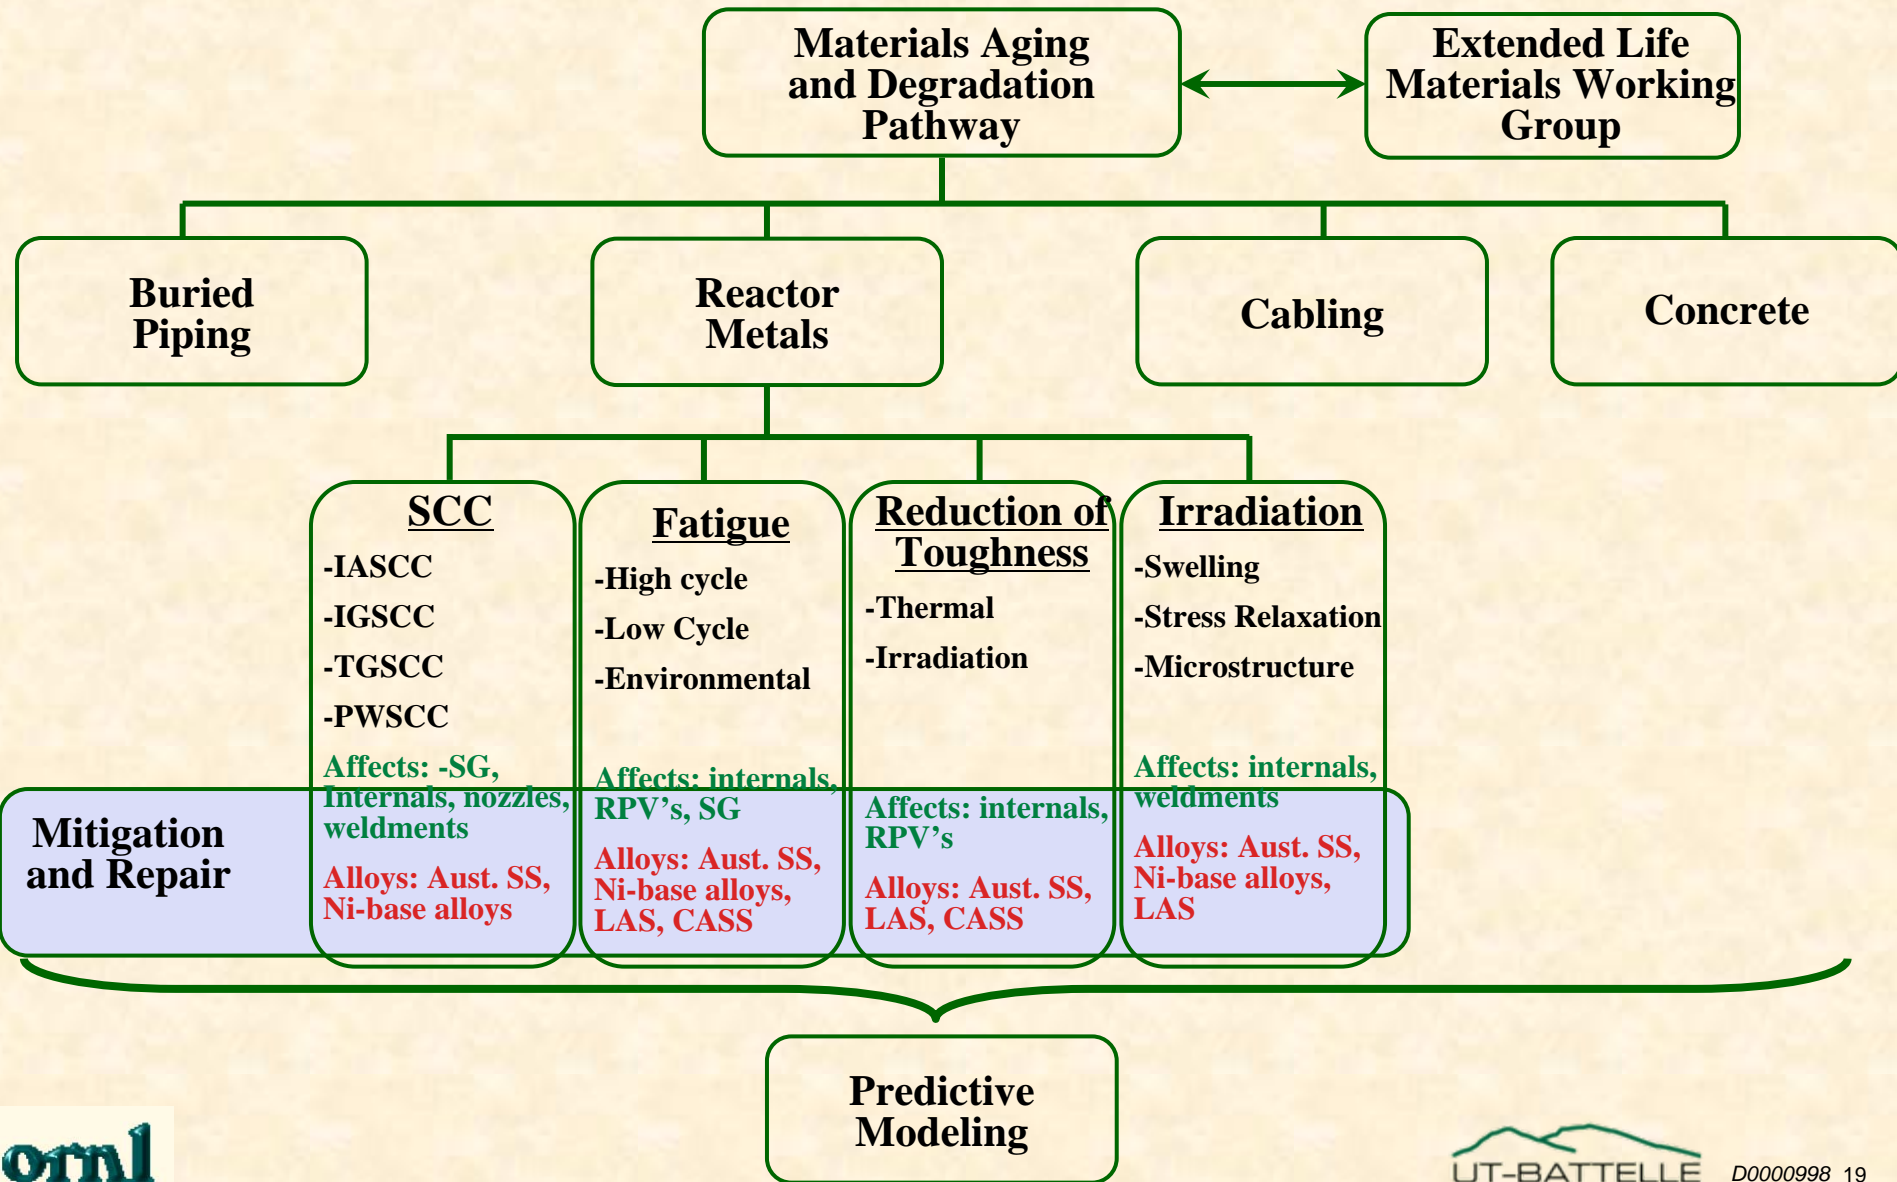 Materials Aging
and Degradation
Pathway
Extended Life
Materials Working
Group
Buried
Piping
Reactor
Metals
Cabling
Concrete
SCC
-IASCC
-IGSCC
-TGSCC
-PWSCC
Affects: -SG,
Internals, nozzles,
weldments
Alloys: Aust. SS,
Ni-base alloys
Fatigue
-High cycle
-Low Cycle
-Environmental
Affects: internals,
RPV’s, SG
Alloys: Aust. SS,
Ni-base alloys,
LAS, CASS
Reduction of
Toughness
-Thermal
-Irradiation
Affects: internals,
RPV’s
Alloys: Aust. SS,
LAS, CASS
Irradiation
-Swelling
-Stress Relaxation
-Microstructure
Affects: internals,
weldments
Alloys: Aust. SS,
Ni-base alloys,
LAS
Mitigation
and Repair
Predictive
Modeling
ornl
UT-BATTELLE
D0000998 19